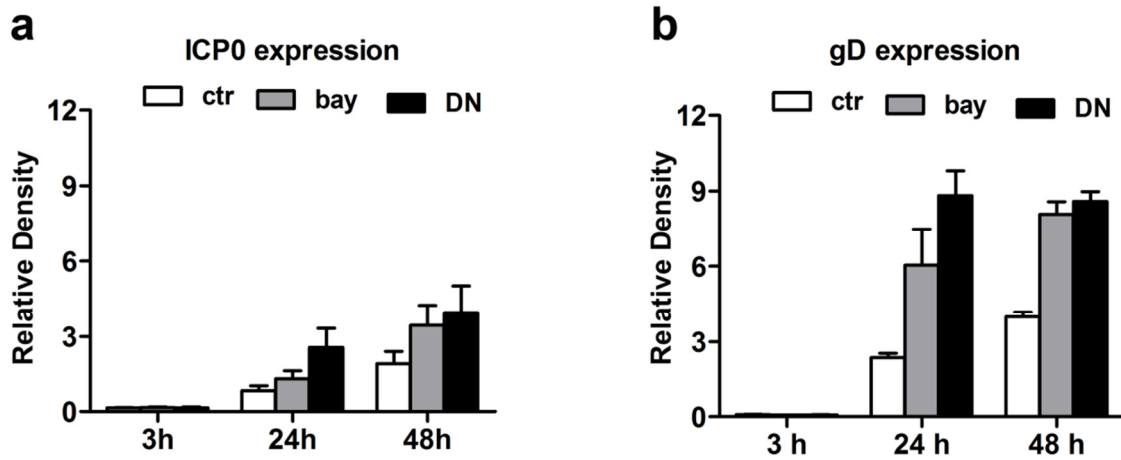 a
ICP0 expression
ctr bay DN
Relative Density
12
9
6
3
0
3h 24h 48h
b
gD expression
ctr bay DN
Relative Density
12
9
6
3
0
3 h 24 h 48 h